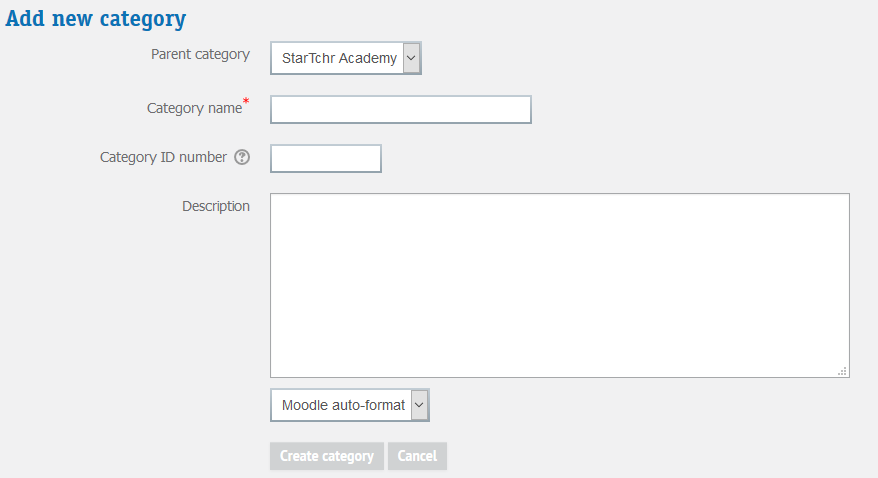 Add new category
Parent category StarTchr Academy
Category name*
Category ID number ?
Description
Moodle auto-format
Create category Cancel